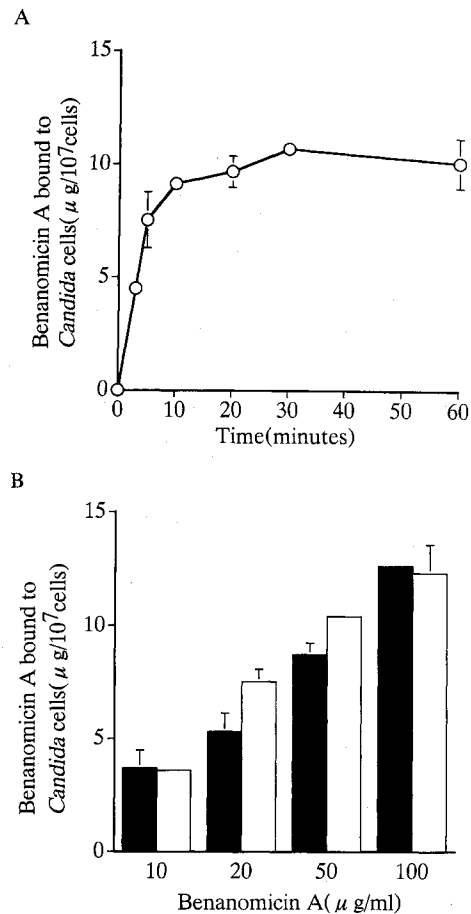 A
Benanomicin A bound to
Candida cells(μ g/10⁷cells)
15
10
5
0
0 10 20 30 40 50 60
Time(minutes)
B
Benanomicin A bound to
Candida cells(μ g/10⁷cells)
15
10
5
0
10 20 50 100
Benanomicin A(μ g/ml)